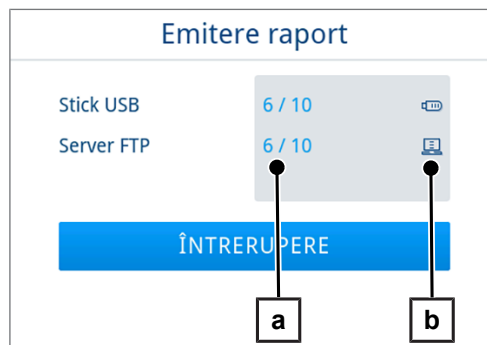 Emitere raport
Stick USB 6 / 10
Server FTP 6 / 10
ÎNTRERUPERE
a b